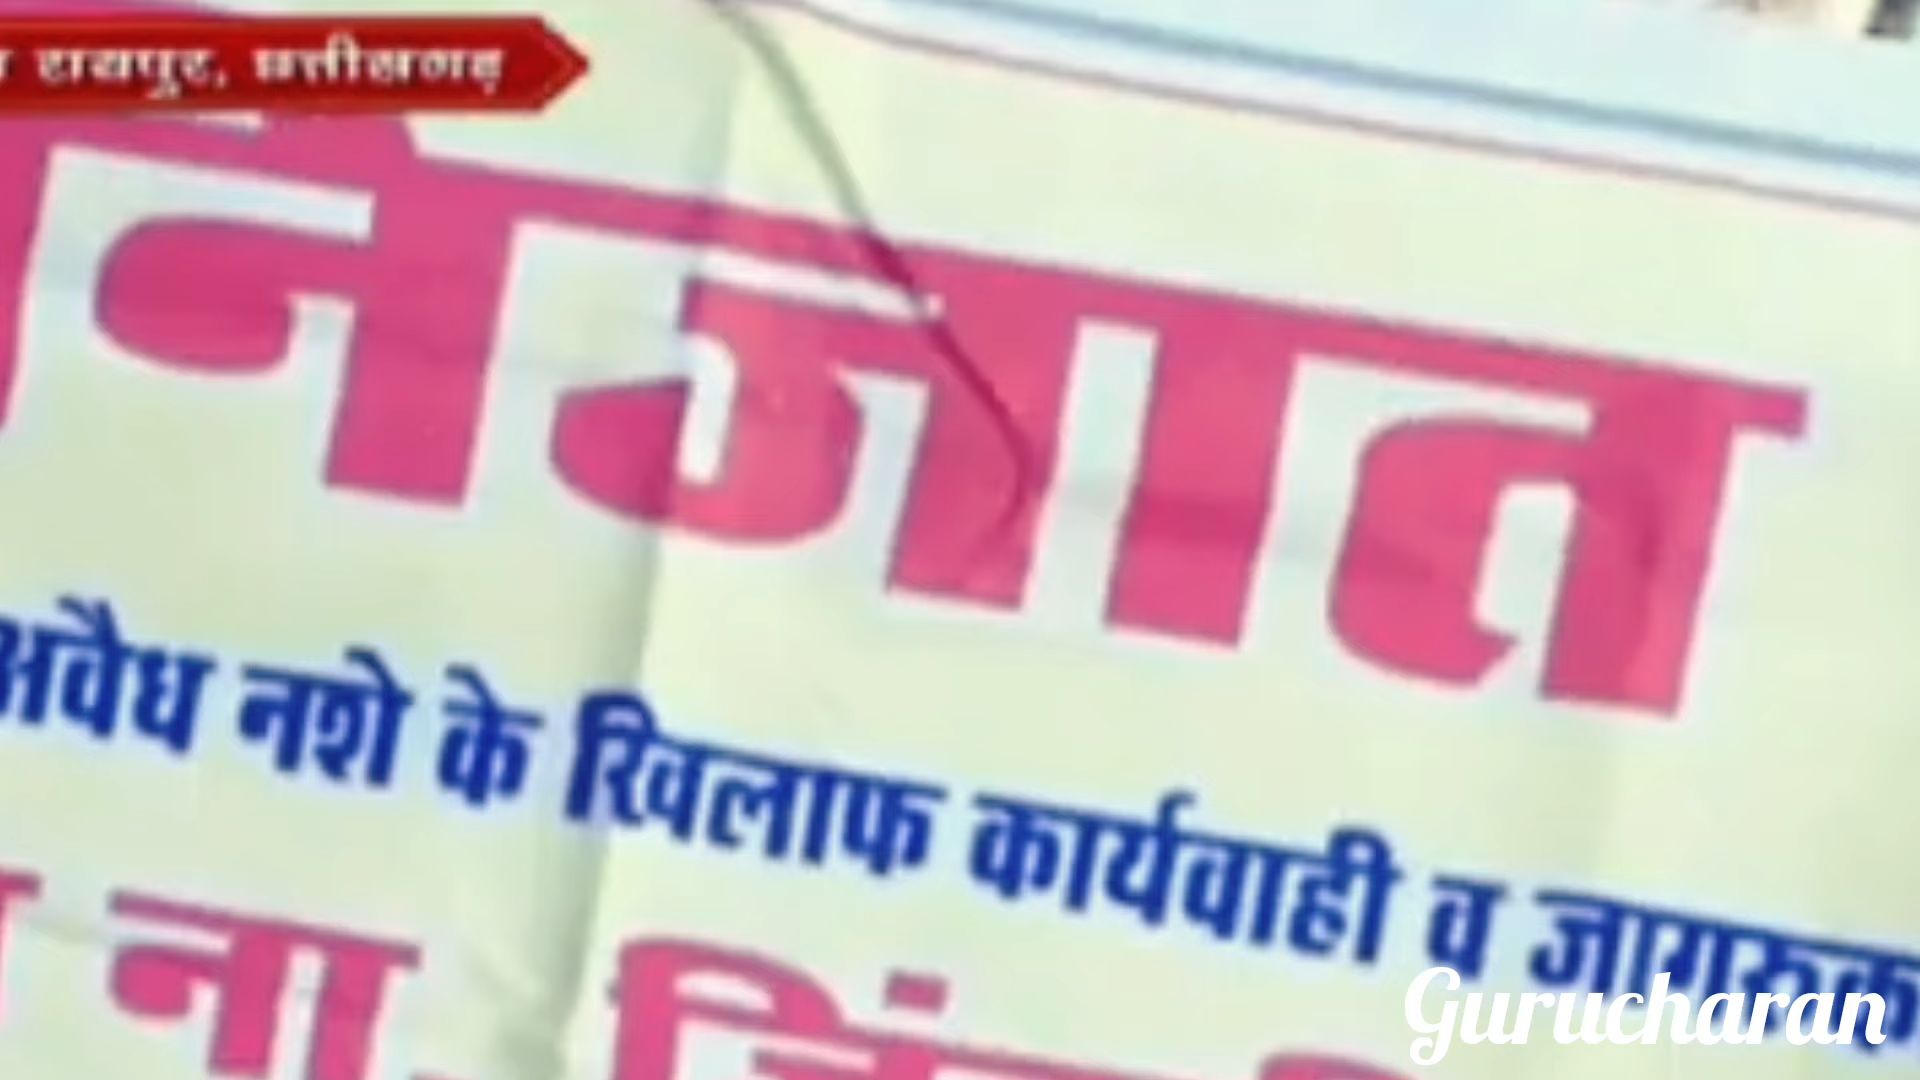 रायपुर, छत्तीसगढ़
निजात
अवैध नशे के खिलाफ कार्यवाही व जागरुक
ना
Gurucharan